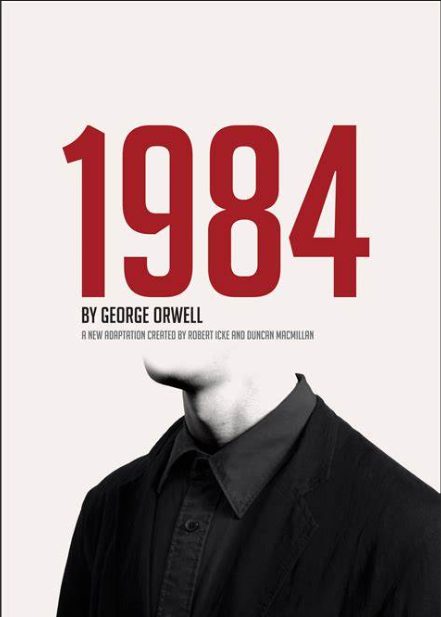 1984
BY GEORGE ORWELL
A NEW ADAPTATION CREATED BY ROBERT ICKE AND DUNCAN MACMILLAN